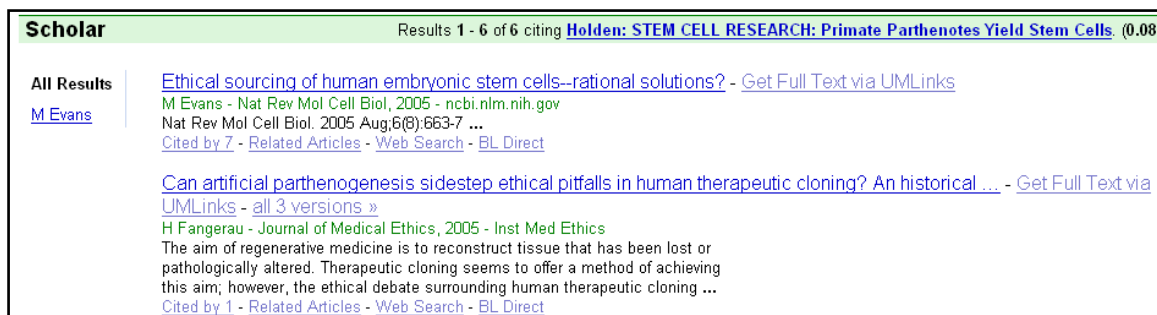 Scholar Results 1 - 6 of 6 citing Holden: STEM CELL RESEARCH: Primate Parthenotes Yield Stem Cells. (0.08
All Results
M Evans
Ethical sourcing of human embryonic stem cells--rational solutions? - Get Full Text via UMLinks
M Evans - Nat Rev Mol Cell Biol, 2005 - ncbi.nlm.nih.gov
Nat Rev Mol Cell Biol. 2005 Aug;6(8):663-7 ...
Cited by 7 - Related Articles - Web Search - BL Direct
Can artificial parthenogenesis sidestep ethical pitfalls in human therapeutic cloning? An historical ... - Get Full Text via
UMLinks - all 3 versions »
H Fangerau - Journal of Medical Ethics, 2005 - Inst Med Ethics
The aim of regenerative medicine is to reconstruct tissue that has been lost or
pathologically altered. Therapeutic cloning seems to offer a method of achieving
this aim; however, the ethical debate surrounding human therapeutic cloning ...
Cited by 1 - Related Articles - Web Search - BL Direct